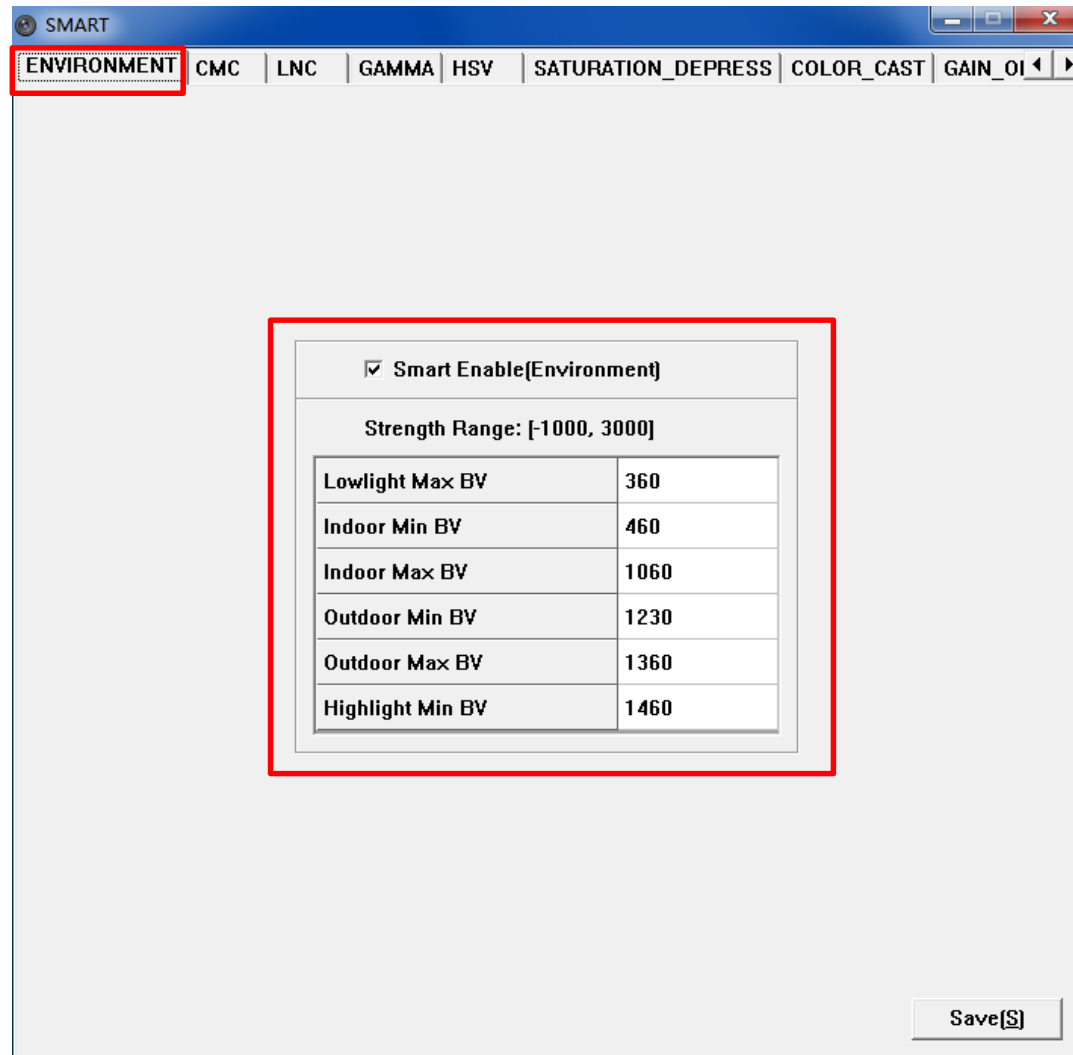 SMART
ENVIRONMENT CMC LNC GAMMA HSV SATURATION_DEPRESS COLOR_CAST
Smart Enable(Environment)
Strength Range: [-1000, 3000]
Lowlight Max BV 360
Indoor Min BV 460
Indoor Max BV 1060
Outdoor Min BV 1230
Outdoor Max BV 1360
Highlight Min BV 1460
Save(S)